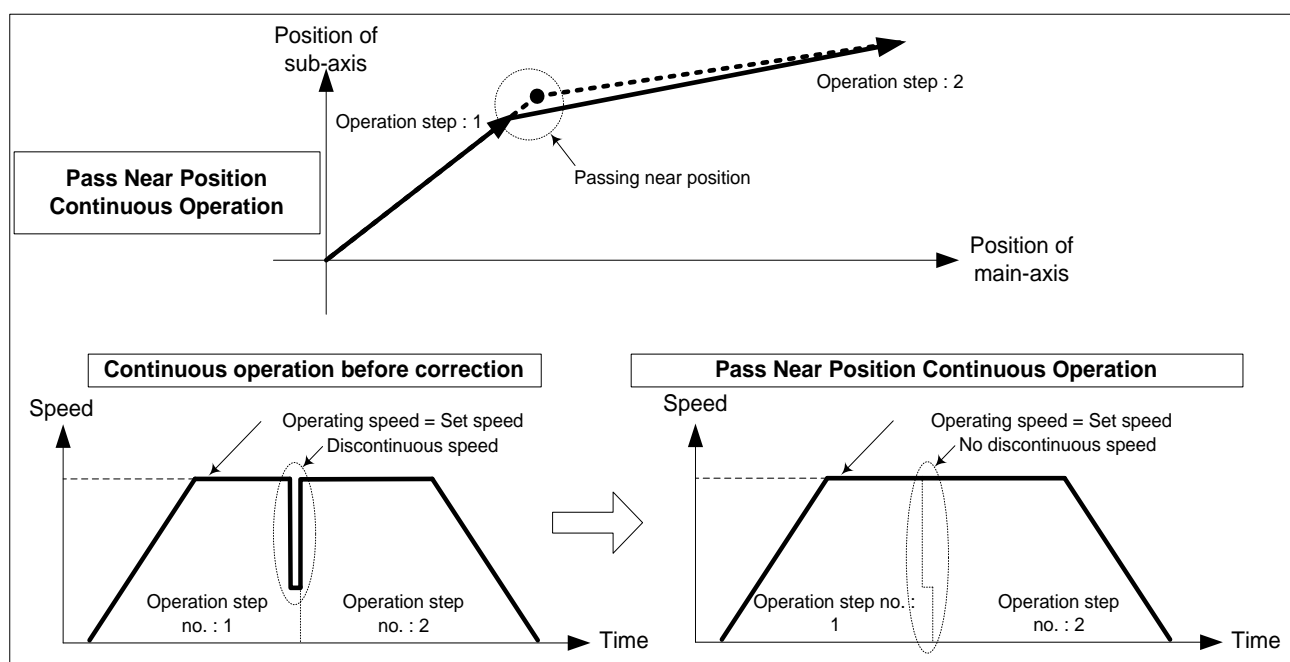 Position of
sub-axis
Operation step : 1
Operation step : 2
Passing near position
Pass Near Position
Continuous Operation
Position of
main-axis
Continuous operation before correction
Speed
Operating speed = Set speed
Discontinuous speed
Operation step
no. : 1
Operation step
no. : 2
Time
Pass Near Position Continuous Operation
Speed
Operating speed = Set speed
No discontinuous speed
Operation step no. :
1
Operation step
no. : 2
Time